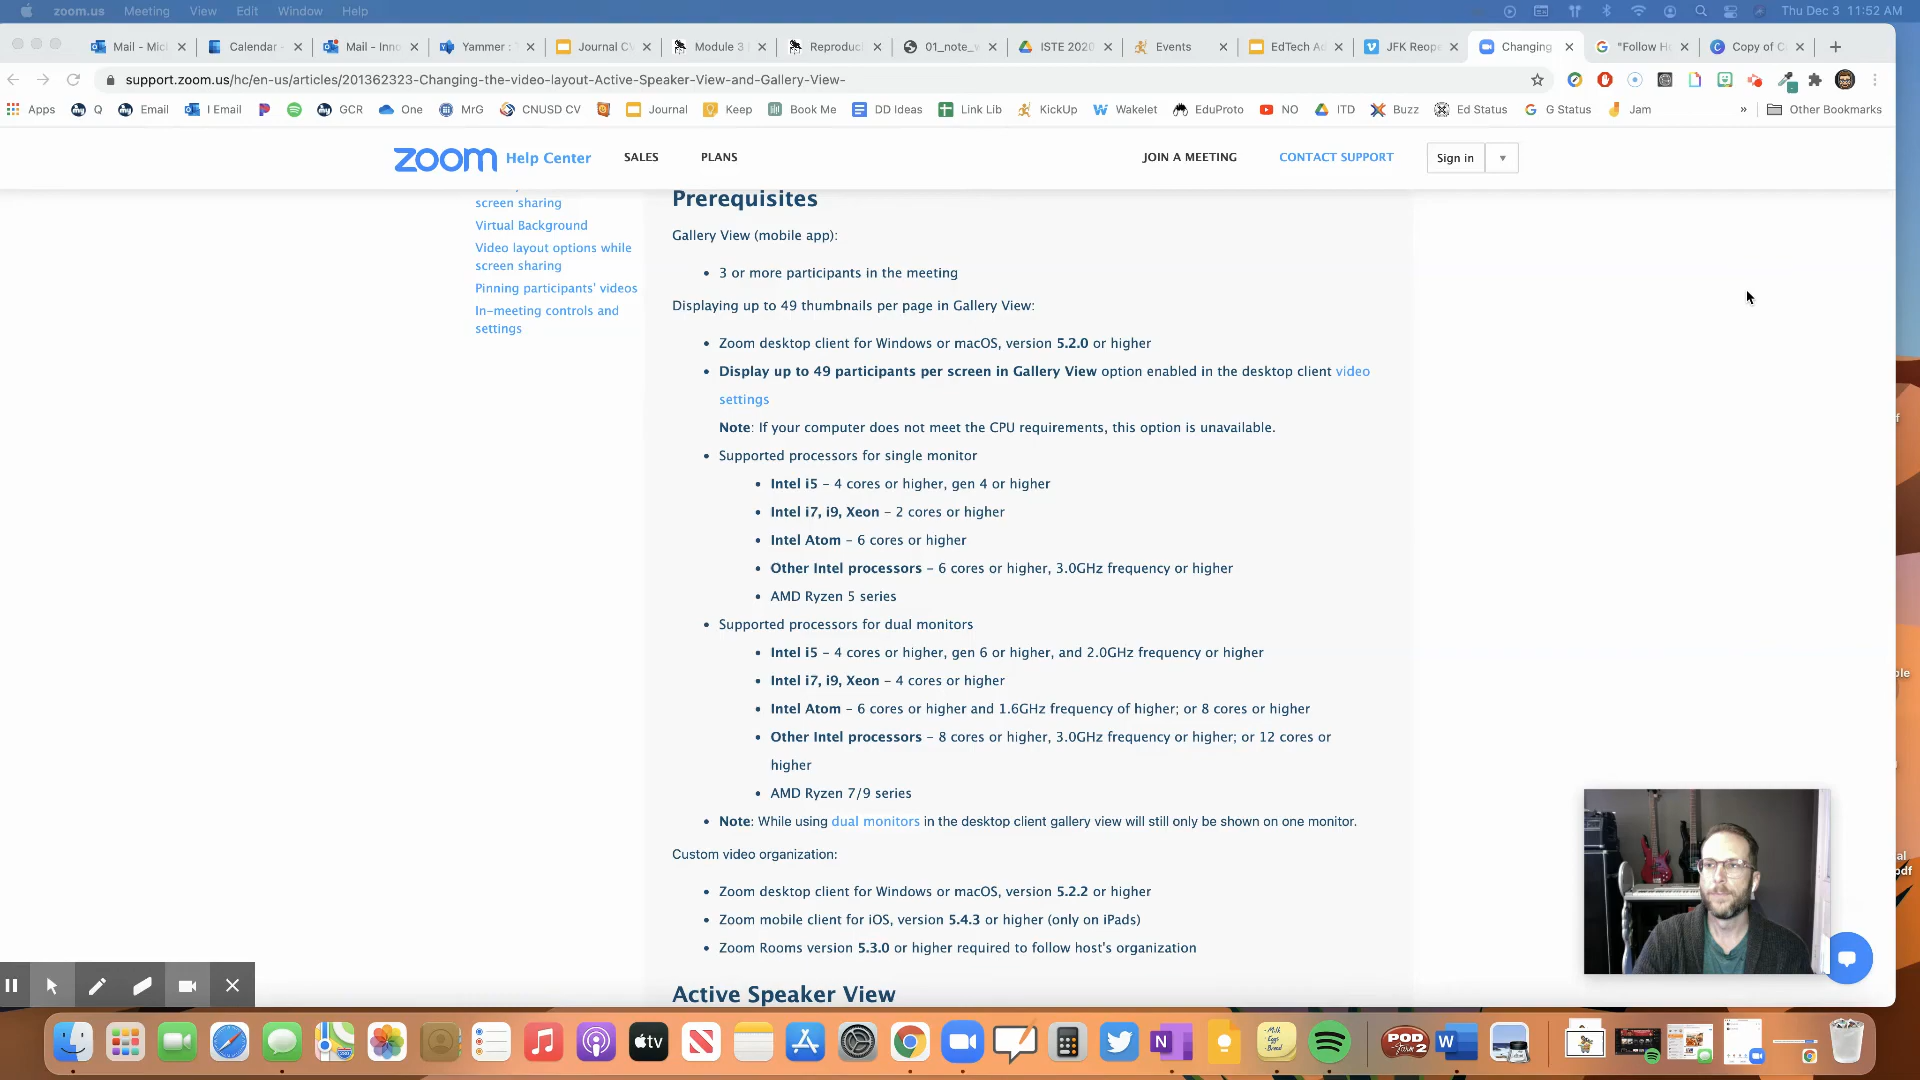 zoom.us Meeting View Edit Window Help Thu Dec 3 11:52 AM
Mail - Mic Calendar - Mail - Inno Yammer : Journal CV Module 3 Reproduc 01_note_v ISTE 2020 Events EdTech Ad JFK Reope Changing "Follow H Copy of C
support.zoom.us/hc/en-us/articles/201362323-Changing-the-video-layout-Active-Speaker-View-and-Gallery-View-
Apps Q Email I Email GCR One MrG CNUSD CV Journal Keep Book Me DD Ideas Link Lib KickUp Wakelet EduProto NO ITD Buzz Ed Status G Status Jam » Other Bookmarks
zoom Help Center SALES PLANS JOIN A MEETING CONTACT SUPPORT Sign in
screen sharing
Virtual Background
Video layout options while
screen sharing
Pinning participants' videos
In-meeting controls and
settings
Prerequisites
Gallery View (mobile app):
• 3 or more participants in the meeting
Displaying up to 49 thumbnails per page in Gallery View:
• Zoom desktop client for Windows or macOS, version 5.2.0 or higher
• Display up to 49 participants per screen in Gallery View option enabled in the desktop client video
settings
Note: If your computer does not meet the CPU requirements, this option is unavailable.
• Supported processors for single monitor
• Intel i5 – 4 cores or higher, gen 4 or higher
• Intel i7, i9, Xeon – 2 cores or higher
• Intel Atom – 6 cores or higher
• Other Intel processors – 6 cores or higher, 3.0GHz frequency or higher
• AMD Ryzen 5 series
• Supported processors for dual monitors
• Intel i5 – 4 cores or higher, gen 6 or higher, and 2.0GHz frequency or higher
• Intel i7, i9, Xeon – 4 cores or higher
• Intel Atom – 6 cores or higher and 1.6GHz frequency of higher; or 8 cores or higher
• Other Intel processors – 8 cores or higher, 3.0GHz frequency or higher; or 12 cores or
higher
• AMD Ryzen 7/9 series
• Note: While using dual monitors in the desktop client gallery view will still only be shown on one monitor.
Custom video organization:
• Zoom desktop client for Windows or macOS, version 5.2.2 or higher
• Zoom mobile client for iOS, version 5.4.3 or higher (only on iPads)
• Zoom Rooms version 5.3.0 or higher required to follow host's organization
Active Speaker View
ble
al
pdf
tv
N
Milk
Eggs
Bread
POD
Farm
2
W